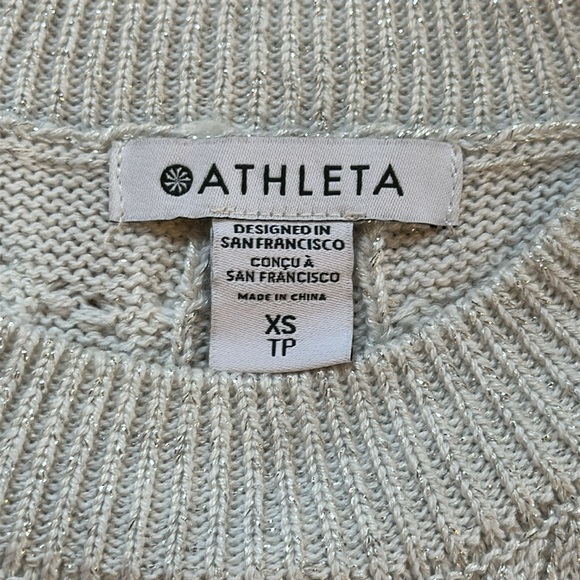 ATHLETA
DESIGNED IN
SAN FRANCISCO
CONÇU À
SAN FRANCISCO
MADE IN CHINA
XS
TP